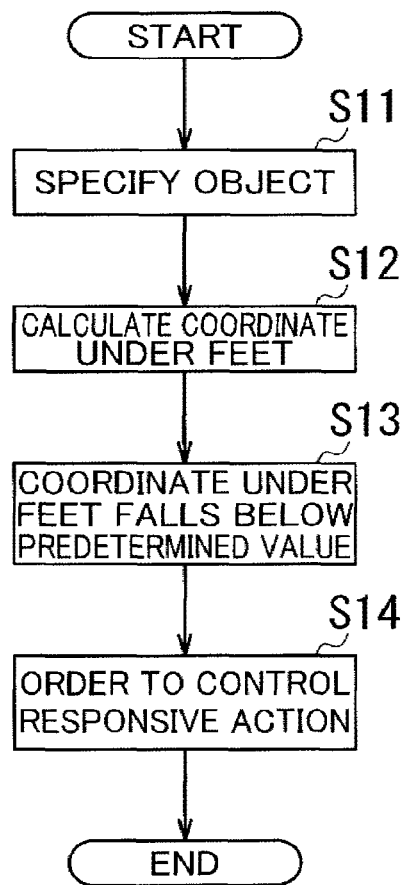 START
S11
SPECIFY OBJECT
S12
CALCULATE COORDINATE
UNDER FEET
S13
COORDINATE UNDER
FEET FALLS BELOW
PREDETERMINED VALUE
S14
ORDER TO CONTROL
RESPONSIVE ACTION
END